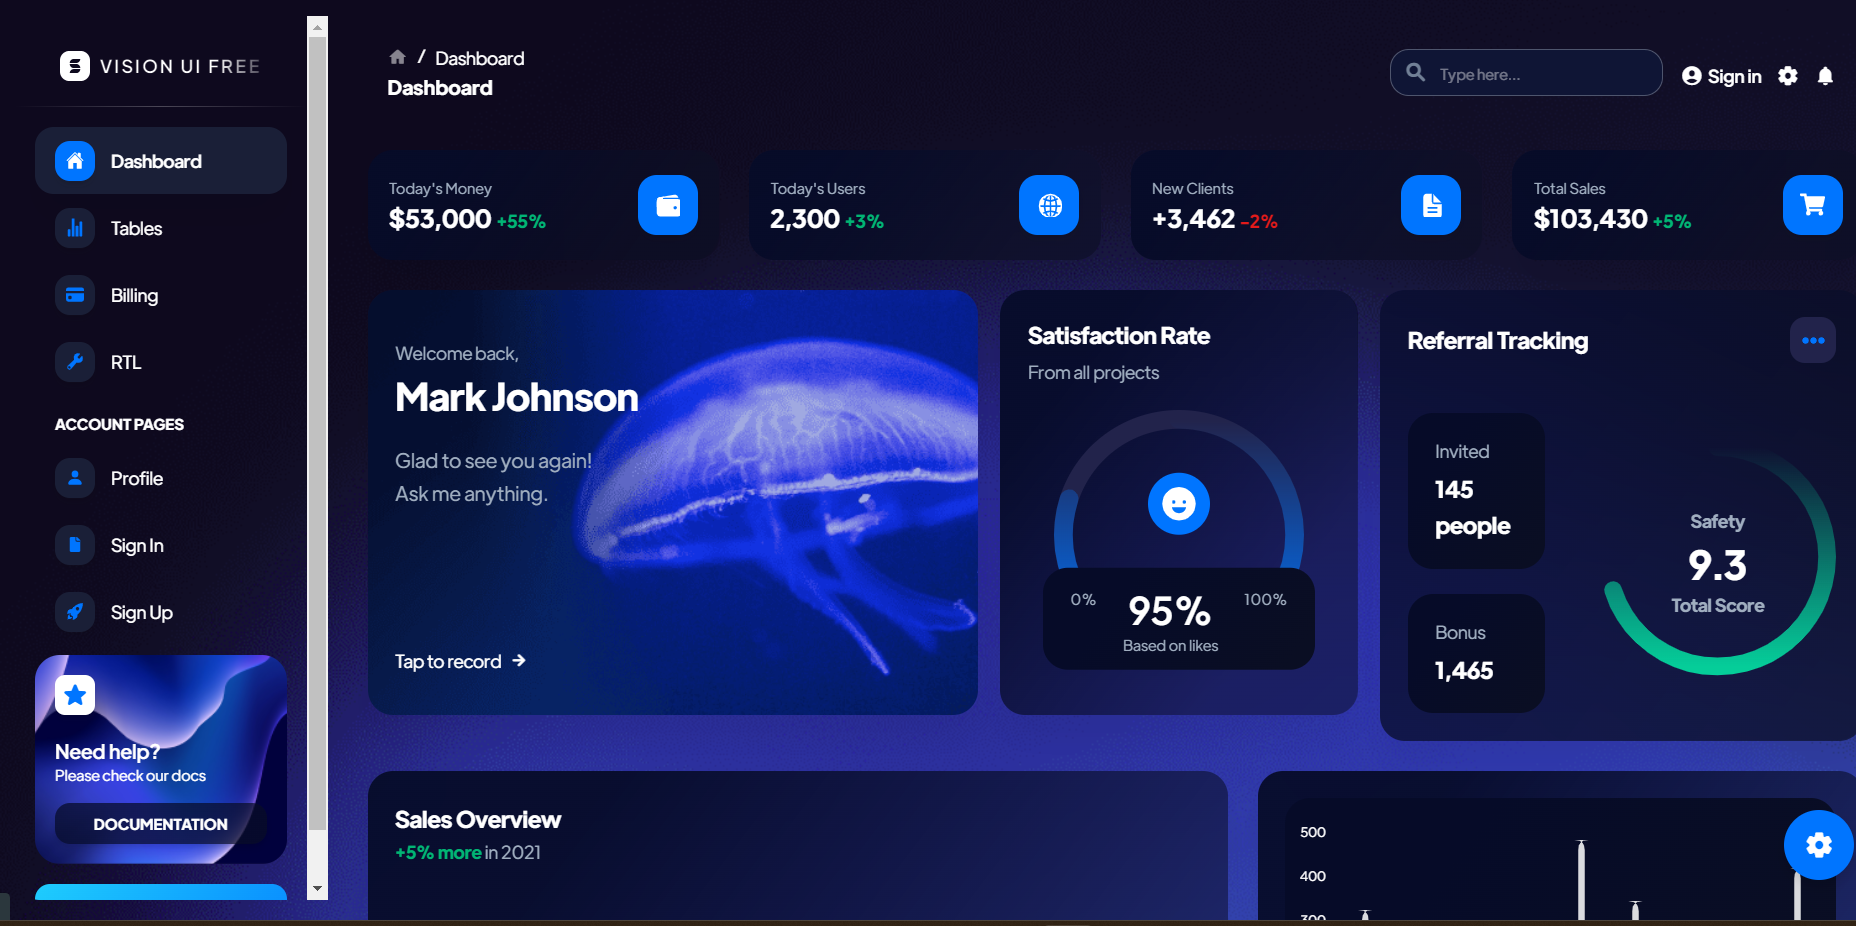 VISION UI FREE
Dashboard
Tables
Billing
RTL
ACCOUNT PAGES
Profile
Sign In
Sign Up
Need help?
Please check our docs
DOCUMENTATION
/ Dashboard
Dashboard
Type here...
Sign in
Today's Money
$53,000 +55%
Today's Users
2,300 +3%
New Clients
+3,462 -2%
Total Sales
$103,430 +5%
Welcome back,
Mark Johnson
Glad to see you again!
Ask me anything.
Tap to record
Satisfaction Rate
From all projects
0%
95%
100%
Based on likes
Referral Tracking
Invited
145
people
Bonus
1,465
Safety
9.3
Total Score
Sales Overview
+5% more in 2021
500
400
300